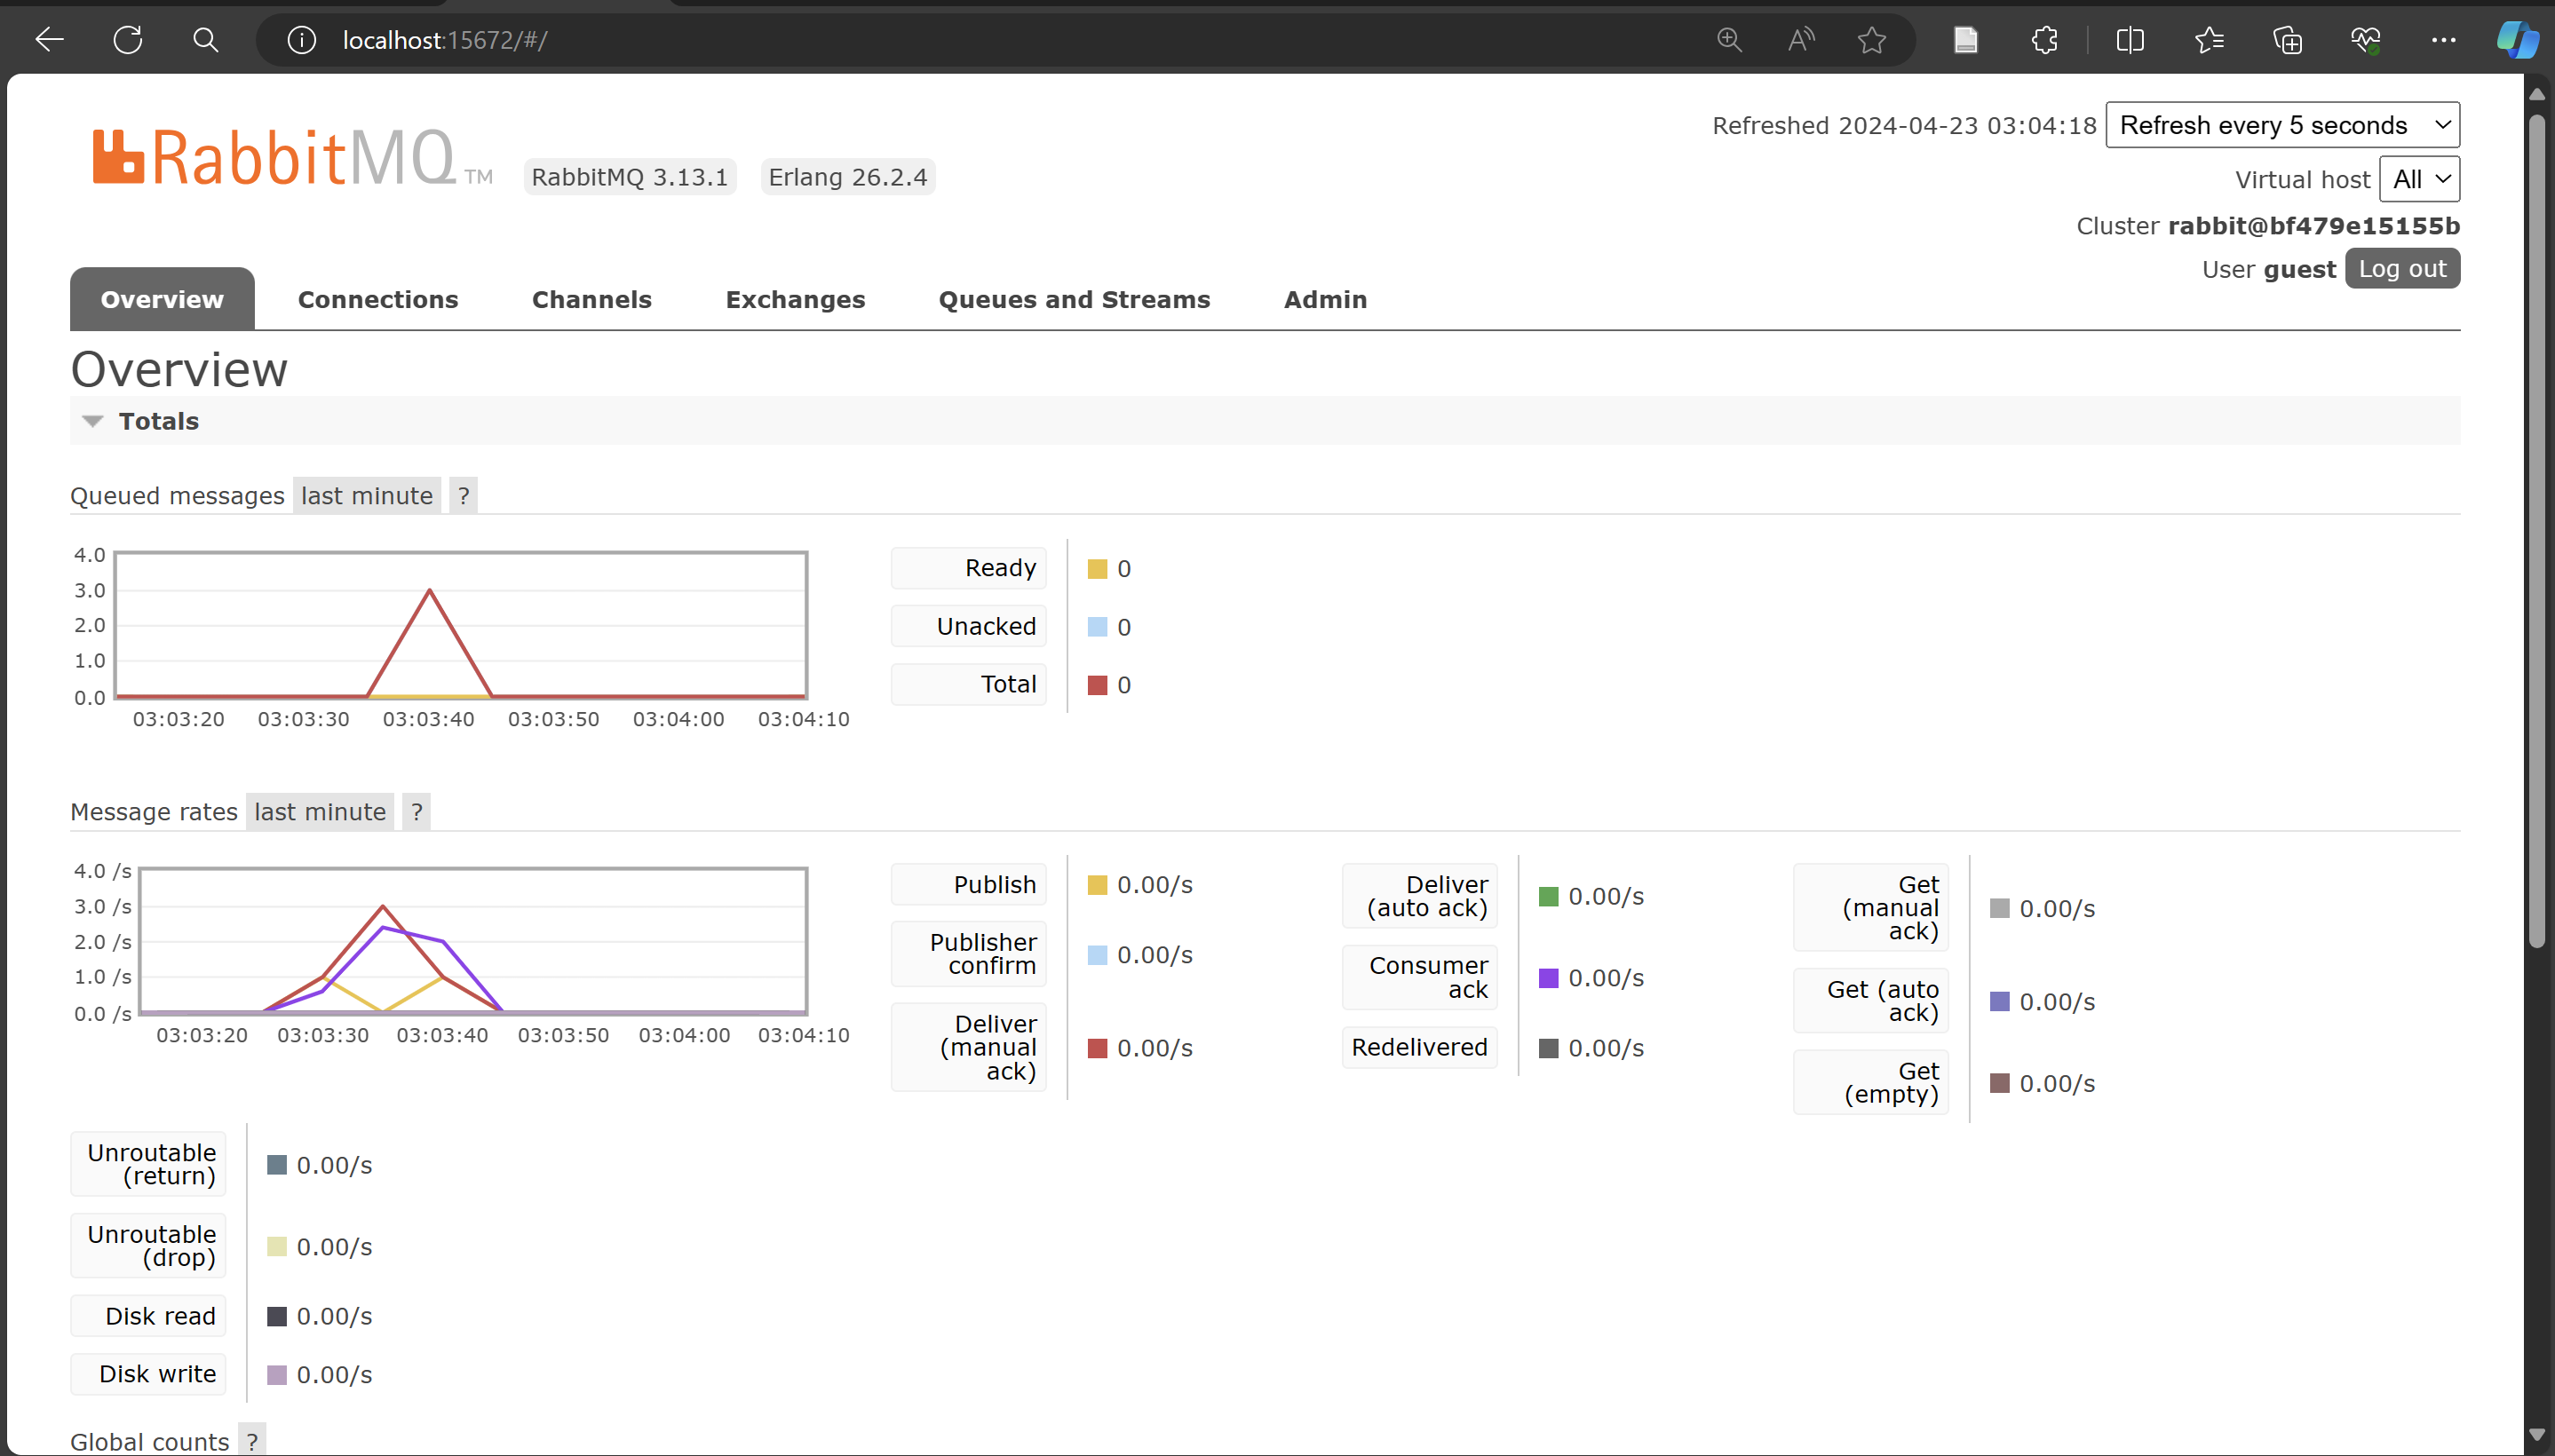 localhost:15672/#/
RabbitMQ TM
RabbitMQ 3.13.1
Erlang 26.2.4
Refreshed 2024-04-23 03:04:18
Refresh every 5 seconds
Virtual host All
Cluster rabbit@bf479e15155b
User guest Log out
Overview Connections Channels Exchanges Queues and Streams Admin
Overview
Totals
Queued messages last minute ?
4.0
3.0
2.0
1.0
0.0
03:03:20 03:03:30 03:03:40 03:03:50 03:04:00 03:04:10
Ready 0
Unacked 0
Total 0
Message rates last minute ?
4.0 /s
3.0 /s
2.0 /s
1.0 /s
0.0 /s
03:03:20 03:03:30 03:03:40 03:03:50 03:04:00 03:04:10
Publish 0.00/s
Publisher
confirm 0.00/s
Deliver
(manual
ack) 0.00/s
Deliver
(auto ack) 0.00/s
Consumer
ack 0.00/s
Redelivered 0.00/s
Get
(manual
ack) 0.00/s
Get (auto
ack) 0.00/s
Get
(empty) 0.00/s
Unroutable
(return) 0.00/s
Unroutable
(drop) 0.00/s
Disk read 0.00/s
Disk write 0.00/s
Global counts ?